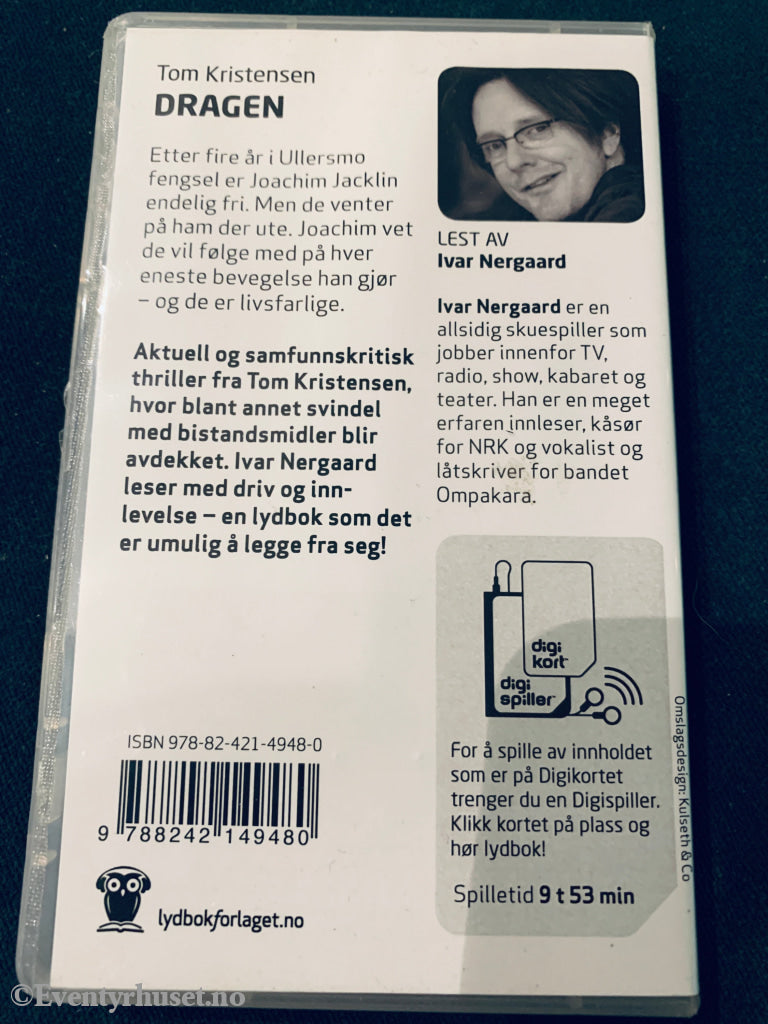 Tom Kristensen
DRAGEN
Etter fire år i Ullersmo
fengsel er Joachim Jacklin
endelig fri. Men de venter
på ham der ute. Joachim vet
de vil følge med på hver
eneste bevegelse han gjør
– og de er livsfarlige.
Aktuell og samfunnskritisk
thriller fra Tom Kristensen,
hvor blant annet svindel
med bistandsmidler blir
avdekket. Ivar Nergaard
leser med driv og inn-
levelse – en lydbok som det
er umulig å legge fra seg!
ISBN 978-82-421-4948-0
9 788242 149480
lydbokforlaget.no
LEST AV
Ivar Nergaard
Ivar Nergaard er en
allsidig skuespiller som
jobber innenfor TV,
radio, show, kabaret og
teater. Han er en meget
erfaren innleser, kåsør
for NRK og vokalist og
låtskriver for bandet
Ompakara.
digi
kort
digi
spiller
For å spille av innholdet
som er på Digikortet
trenger du en Digispiller.
Klikk kortet på plass og
hør lydbok!
Spilletid 9 t 53 min
Omslagsdesign: Kulseth & Co
©Eventyrhuset.no